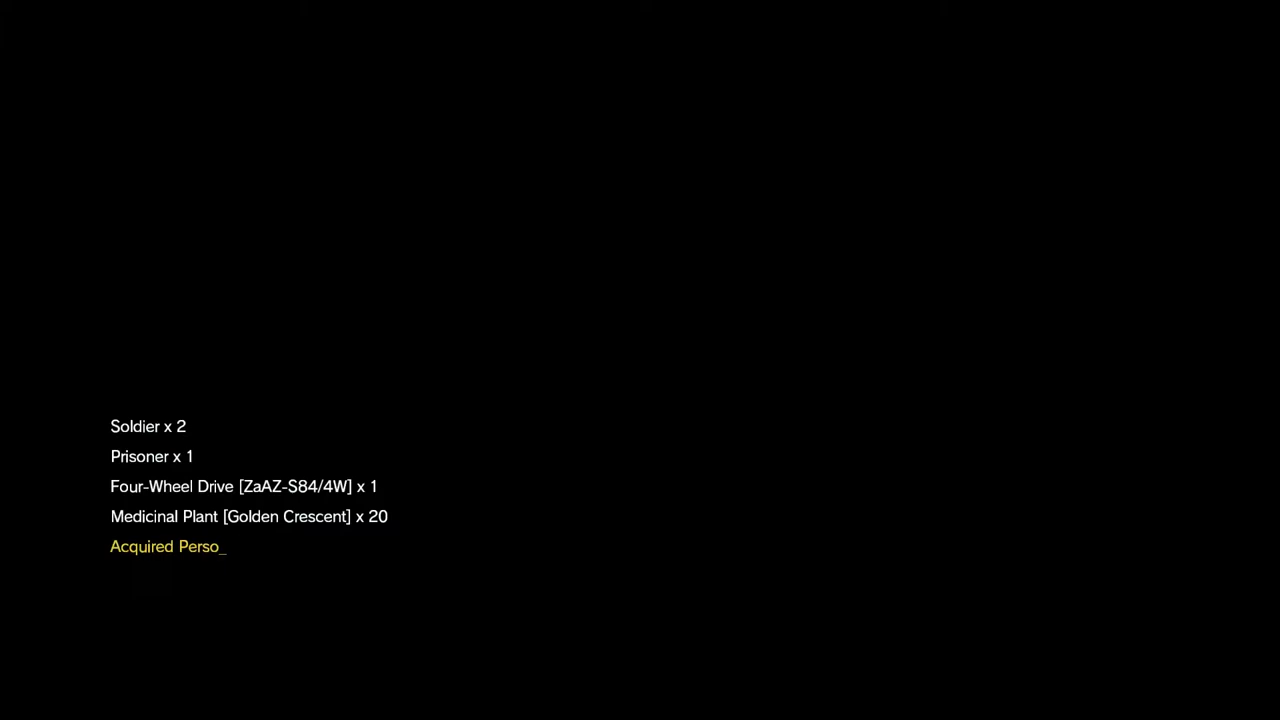 Soldier x 2
Prisoner x 1
Four-Wheel Drive [ZaAZ-S84/4W] x 1
Medicinal Plant [Golden Crescent] x 20
Acquired Perso_